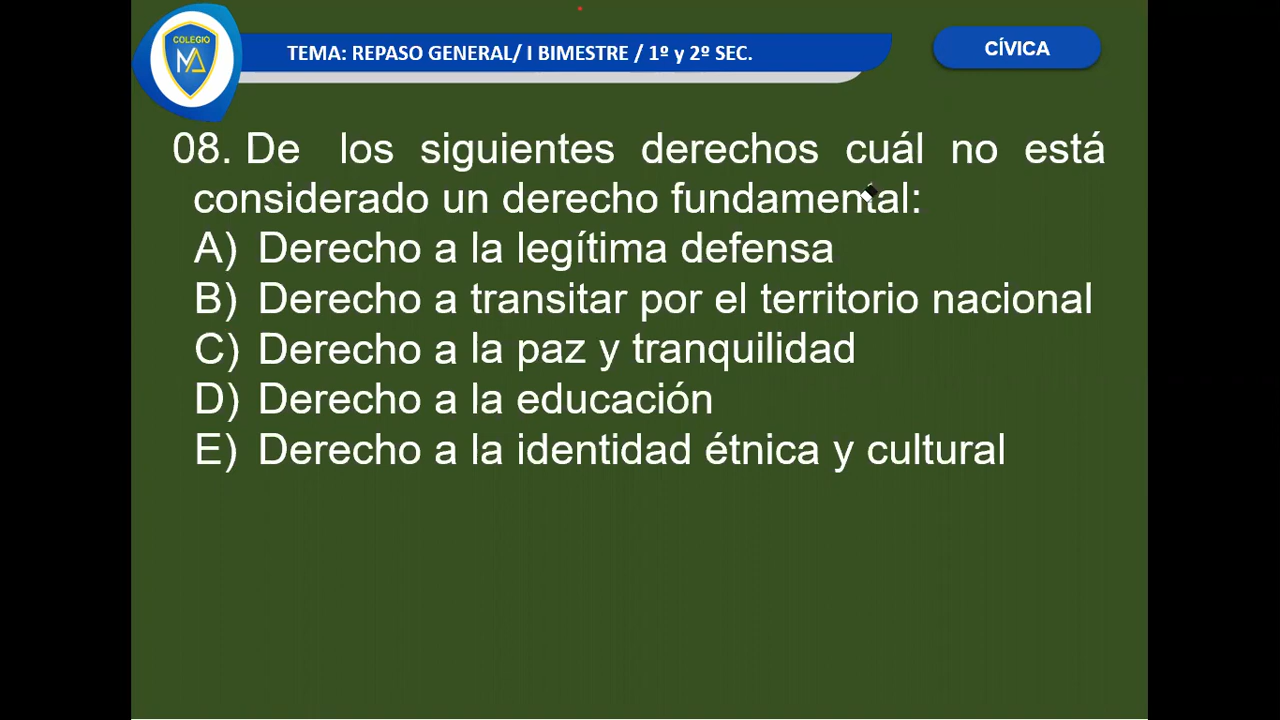 COLEGIO
MA
TEMA: REPASO GENERAL/ I BIMESTRE / 1º y 2º SEC.
CÍVICA
08. De los siguientes derechos cuál no está
considerado un derecho fundamental:
A) Derecho a la legítima defensa
B) Derecho a transitar por el territorio nacional
C) Derecho a la paz y tranquilidad
D) Derecho a la educación
E) Derecho a la identidad étnica y cultural